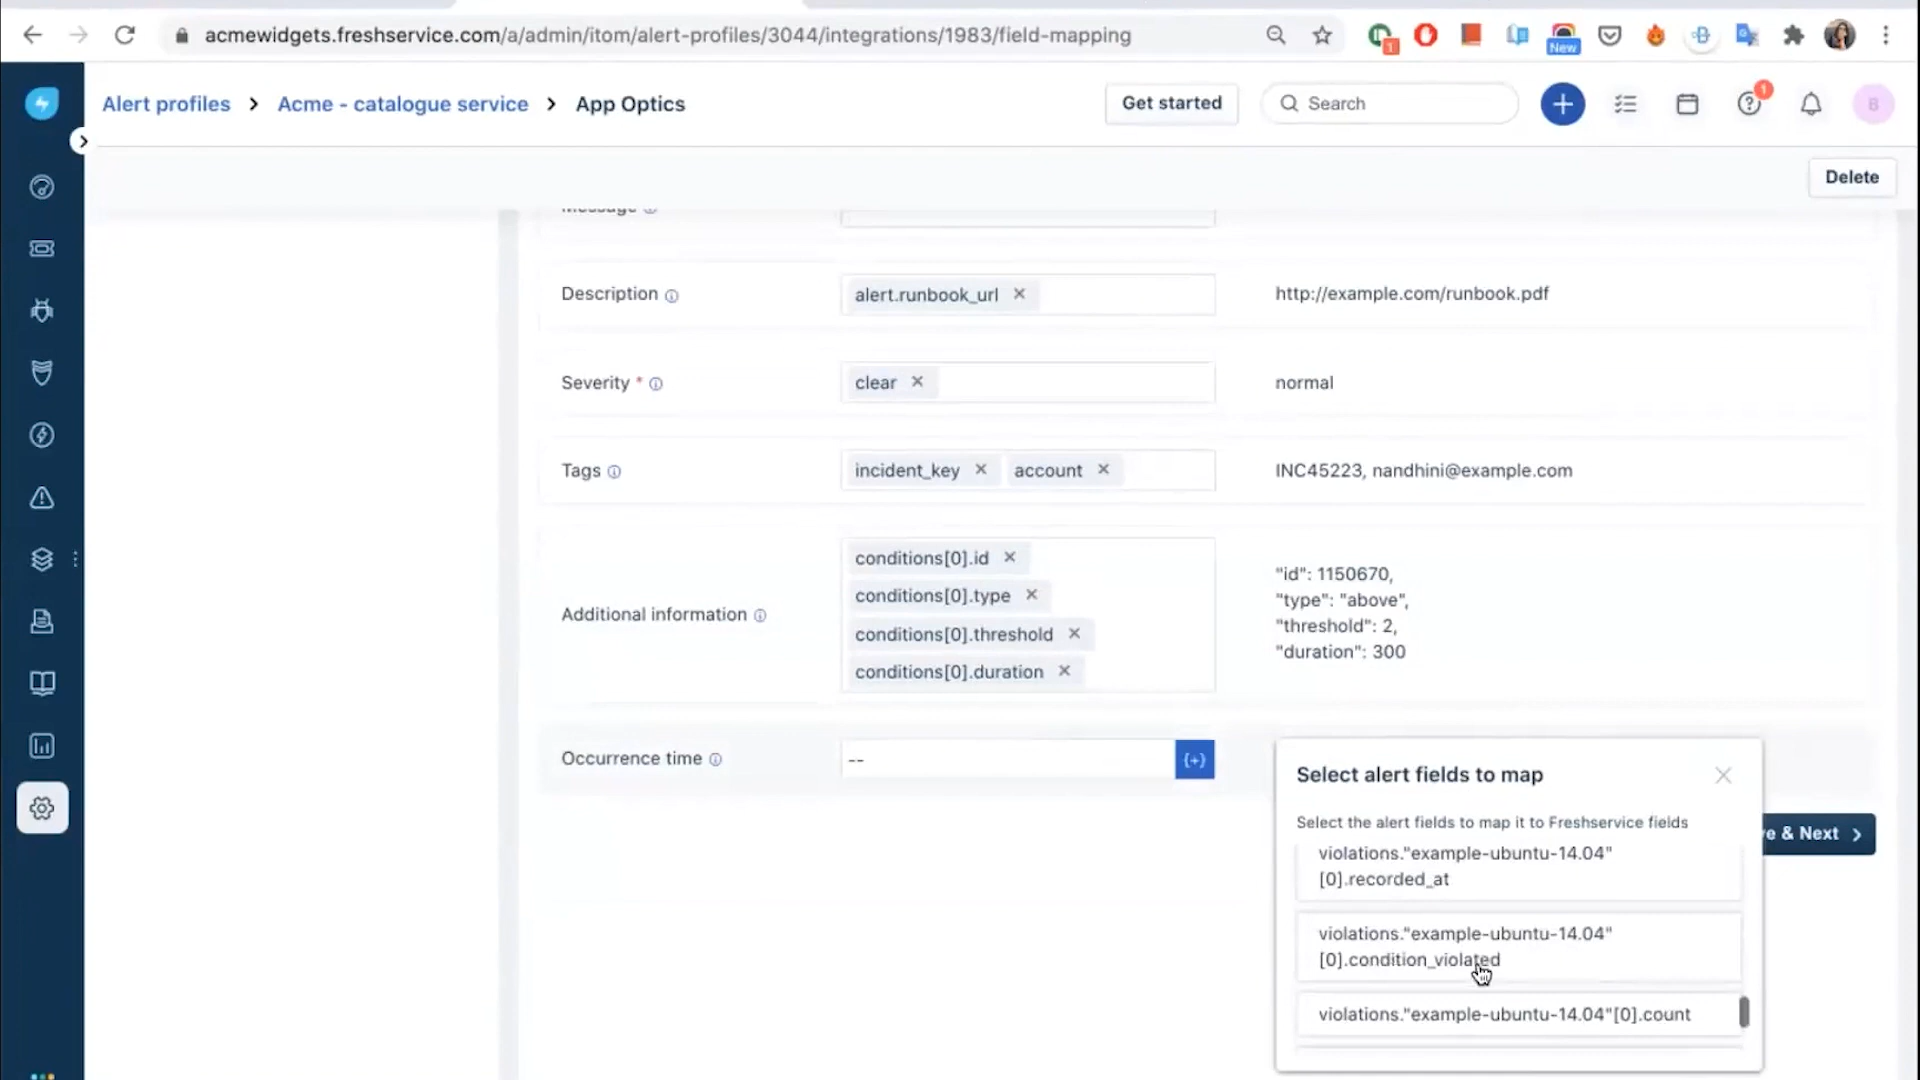 acmewidgets.freshservice.com/a/admin/itom/alert-profiles/3044/integrations/1983/field-mapping
1
New
Alert profiles > Acme - catalogue service > App Optics
Get started
Search
1
B
Delete
Message
Description
alert.runbook_url
http://example.com/runbook.pdf
Severity *
clear
normal
Tags
incident_key
account
INC45223, nandhini@example.com
Additional information
conditions[0].id
conditions[0].type
conditions[0].threshold
conditions[0].duration
"id": 1150670,
"type": "above",
"threshold": 2,
"duration": 300
Occurrence time
--
{+}
Select alert fields to map
Select the alert fields to map it to Freshservice fields
violations."example-ubuntu-14.04"
[0].recorded_at
violations."example-ubuntu-14.04"
[0].condition_violated
violations."example-ubuntu-14.04"[0].count
e & Next